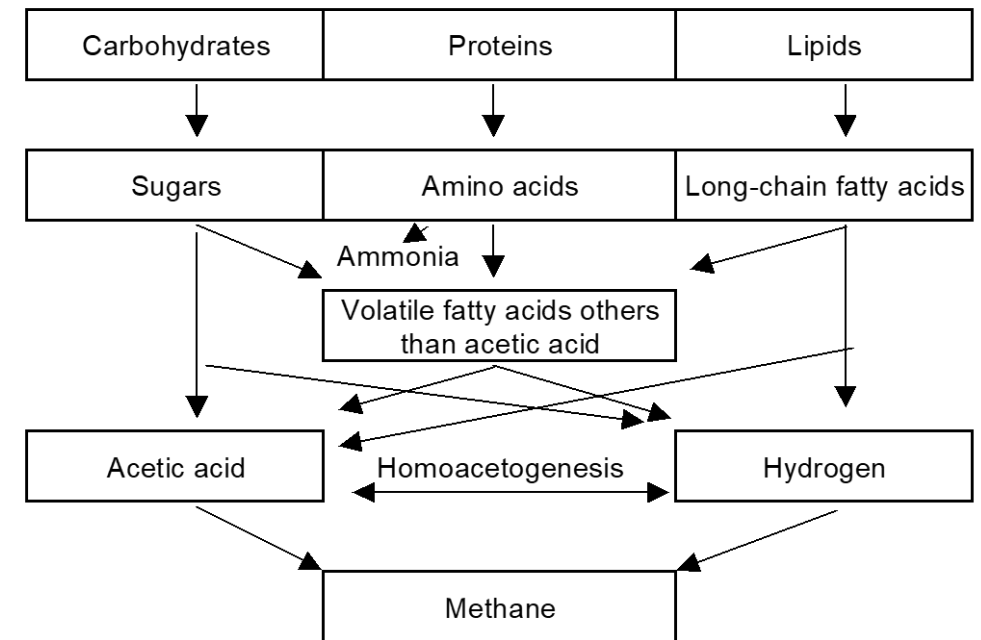 Carbohydrates
Proteins
Lipids
Sugars
Amino acids
Long-chain fatty acids
Ammonia
Volatile fatty acids others
than acetic acid
Acetic acid
Homoacetogenesis
Hydrogen
Methane